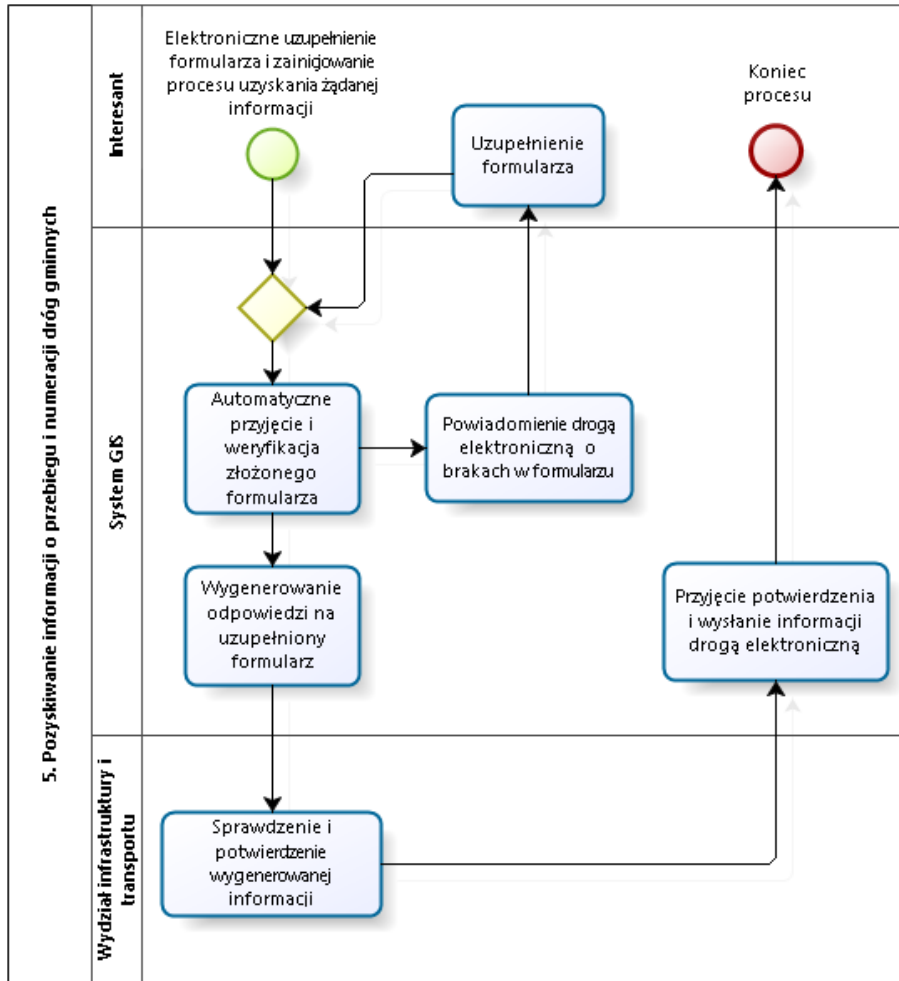 5. Pozyskiwanie informacji o przebiegu i numeracji dróg gminnych
Interesant
Elektroniczne uzupełnienie
formularza i zainicjowanie
procesu uzyskania żądanej
informacji
Uzupełnienie
formularza
Koniec
procesu
System GIS
Automatyczne
przyjęcie i
weryfikacja
złożonego
formularza
Powiadomienie drogą
elektroniczną o
brakach w formularzu
Wygenerowanie
odpowiedzi na
uzupełniony
formularz
Przyjęcie potwierdzenia
i wysłanie informacji
drogą elektroniczną
Wydział infrastruktury i
transportu
Sprawdzenie i
potwierdzenie
wygenerowanej
informacji